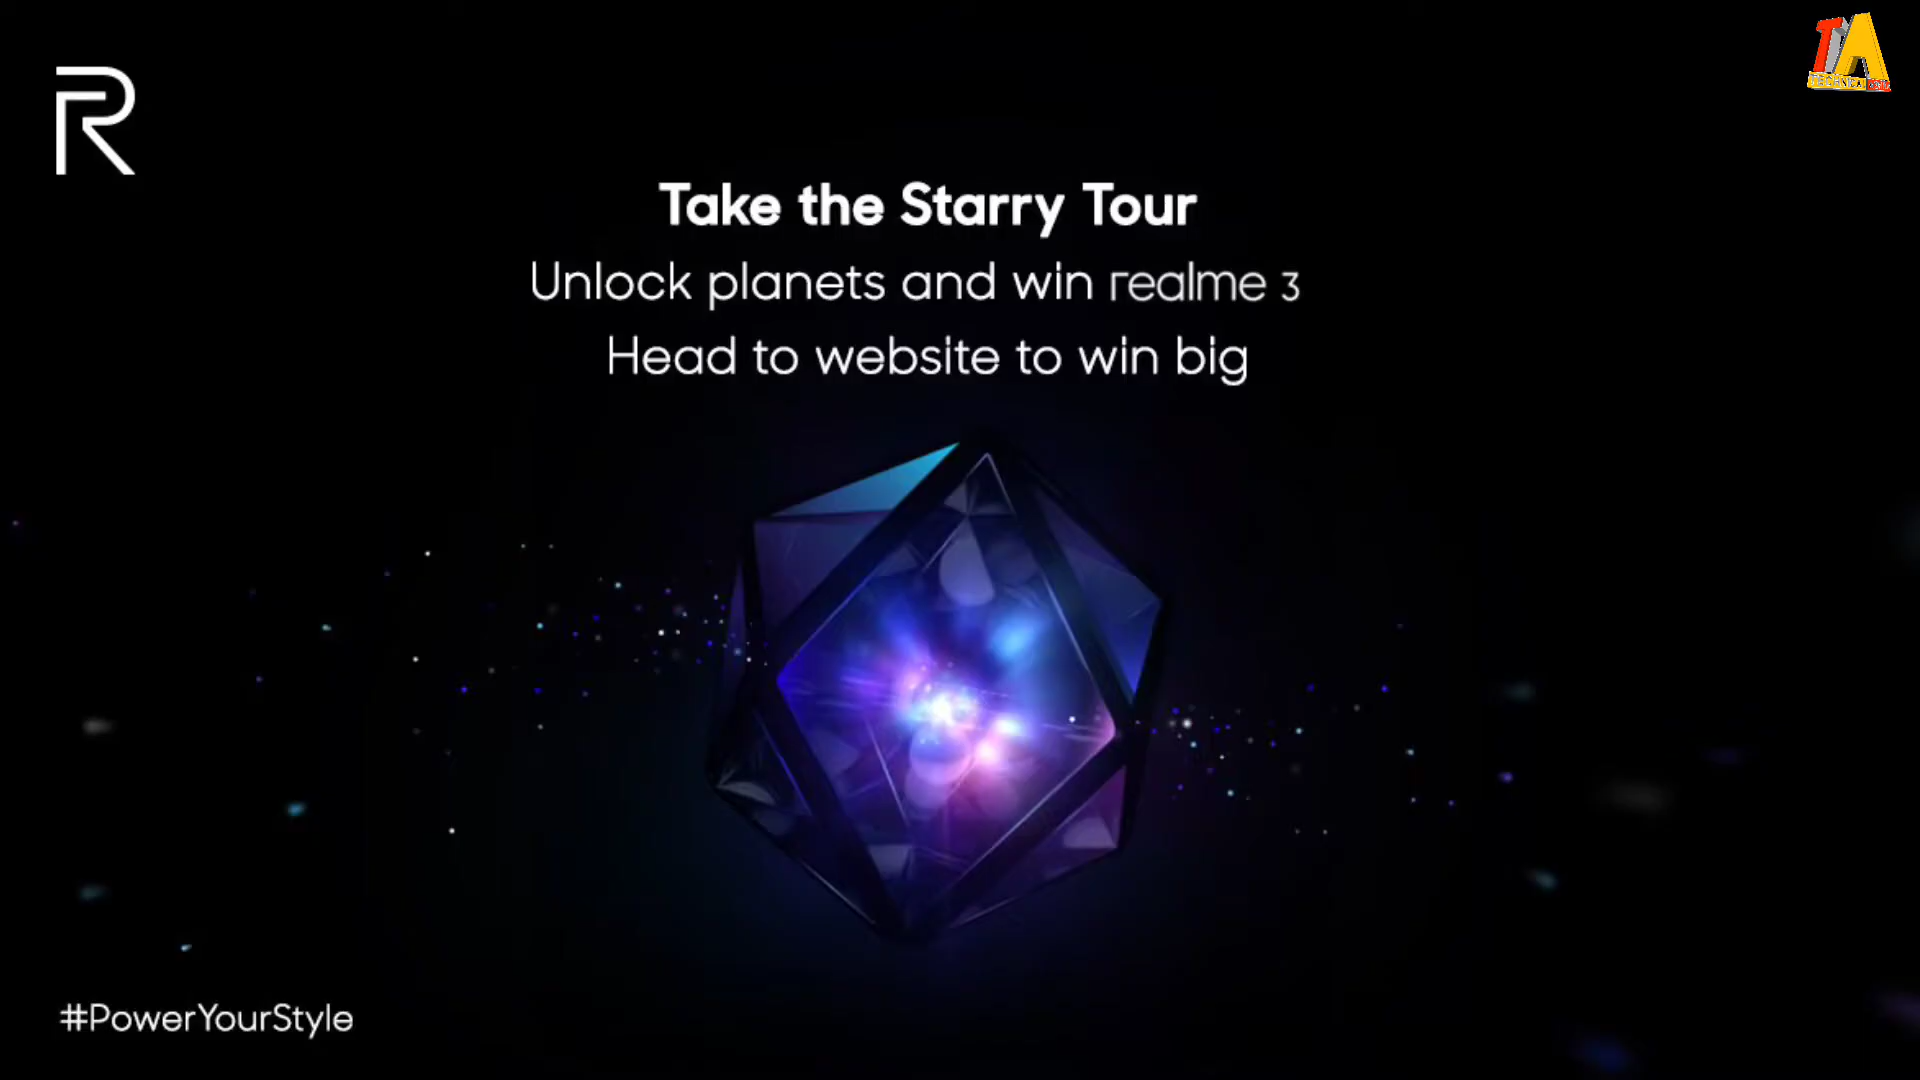 Take the Starry Tour
Unlock planets and win realme 3
Head to website to win big
#PowerYourStyle